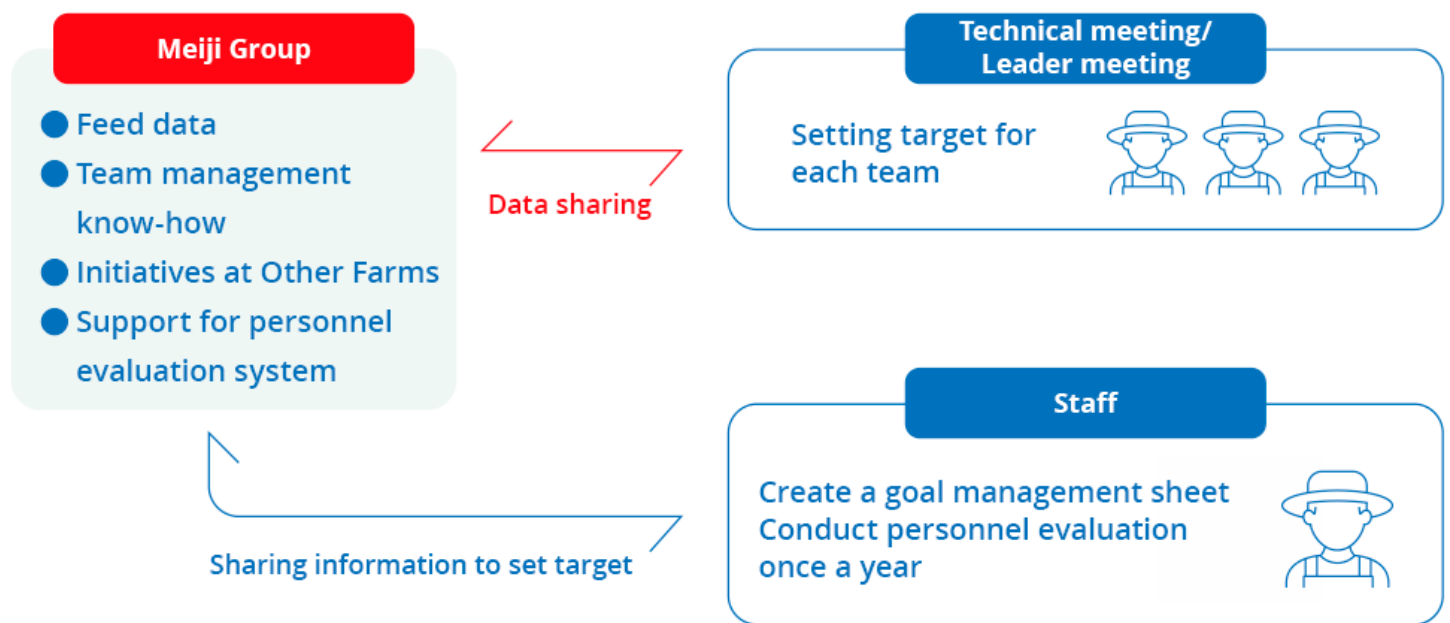 Meiji Group
Feed data
Team management
know-how
Initiatives at Other Farms
Support for personnel
evaluation system
Data sharing
Technical meeting/
Leader meeting
Setting target for
each team
Sharing information to set target
Staff
Create a goal management sheet
Conduct personnel evaluation
once a year